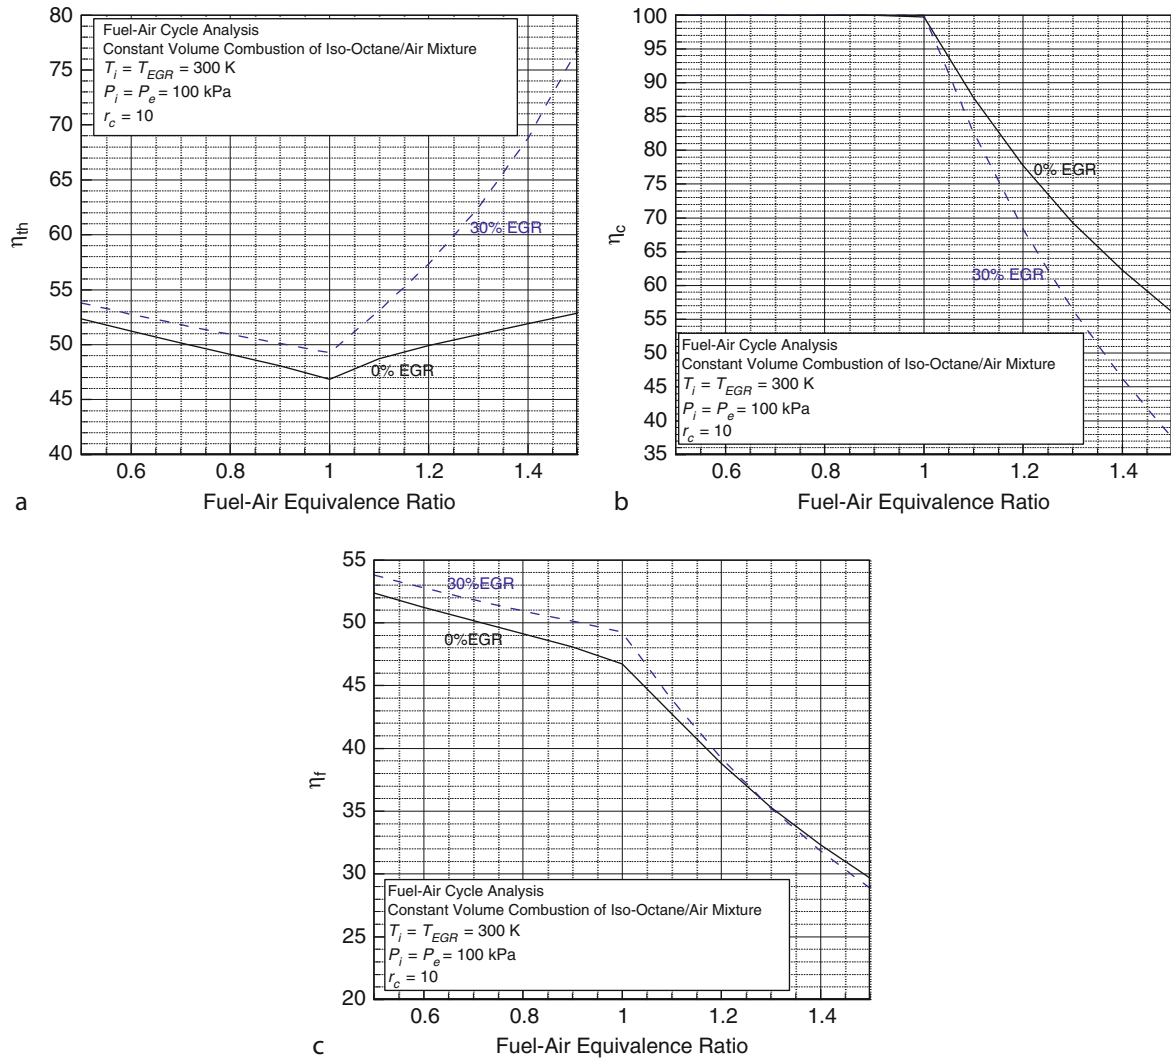 80
75
70
65
60
55
50
45
40
η_th
Fuel-Air Cycle Analysis
Constant Volume Combustion of Iso-Octane/Air Mixture
T_i = T_EGR = 300 K
P_i = P_e = 100 kPa
r_c = 10
30% EGR
0% EGR
0.6 0.8 1 1.2 1.4
Fuel-Air Equivalence Ratio
a
100
95
90
85
80
75
70
65
60
55
50
45
40
35
η_c
0% EGR
30% EGR
Fuel-Air Cycle Analysis
Constant Volume Combustion of Iso-Octane/Air Mixture
T_i = T_EGR = 300 K
P_i = P_e = 100 kPa
r_c = 10
0.6 0.8 1 1.2 1.4
Fuel-Air Equivalence Ratio
b
55
50
45
40
35
30
25
20
η_f
30%EGR
0%EGR
Fuel-Air Cycle Analysis
Constant Volume Combustion of Iso-Octane/Air Mixture
T_i = T_EGR = 300 K
P_i = P_e = 100 kPa
r_c = 10
0.6 0.8 1 1.2 1.4
Fuel-Air Equivalence Ratio
c